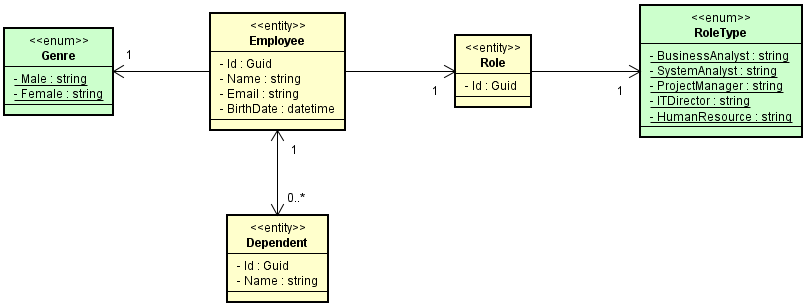 <<enum>>
Genre
- Male : string
- Female : string
1
<<entity>>
Employee
- Id : Guid
- Name : string
- Email : string
- BirthDate : datetime
1
<<entity>>
Role
- Id : Guid
1
<<enum>>
RoleType
- BusinessAnalyst : string
- SystemAnalyst : string
- ProjectManager : string
- ITDirector : string
- HumanResource : string
1
0..*
<<entity>>
Dependent
- Id : Guid
- Name : string